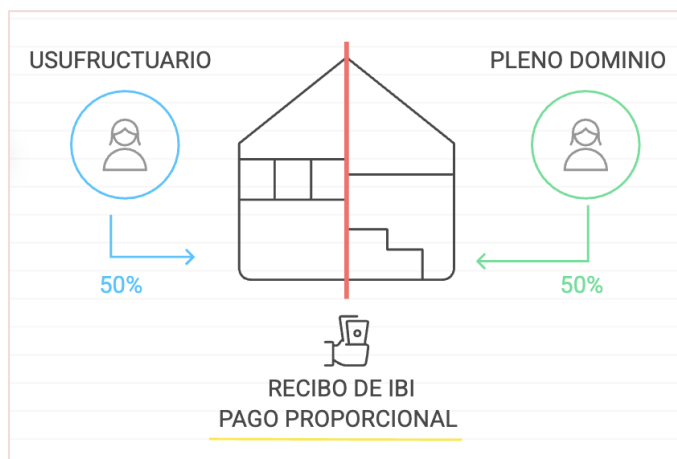 USUFRUCTUARIO
PLENO DOMINIO
50%
50%
RECIBO DE IBI
PAGO PROPORCIONAL